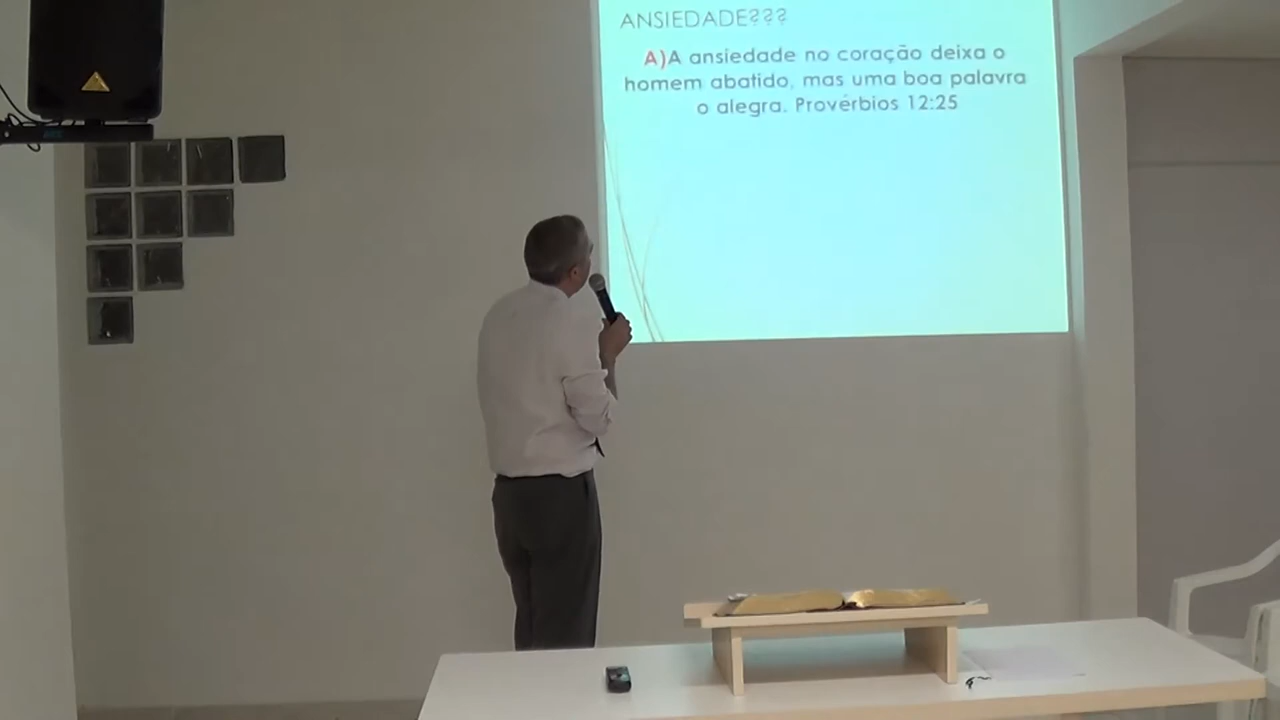 ANSIEDADE???
A)A ansiedade no coração deixa o
homem abatido, mas uma boa palavra
o alegra. Provérbios 12:25